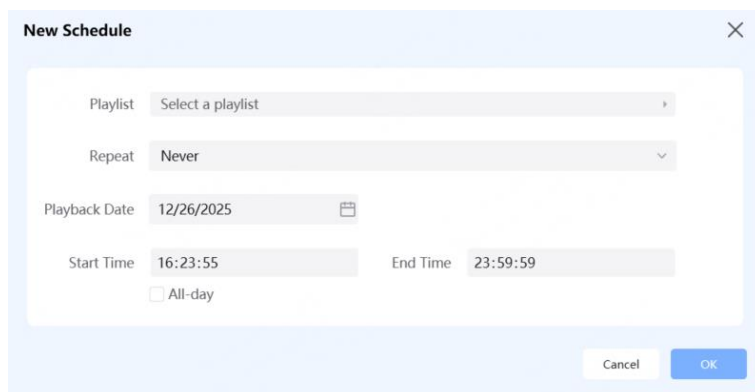 New Schedule
Playlist Select a playlist
Repeat Never
Playback Date 12/26/2025
Start Time 16:23:55 End Time 23:59:59
All-day
Cancel OK